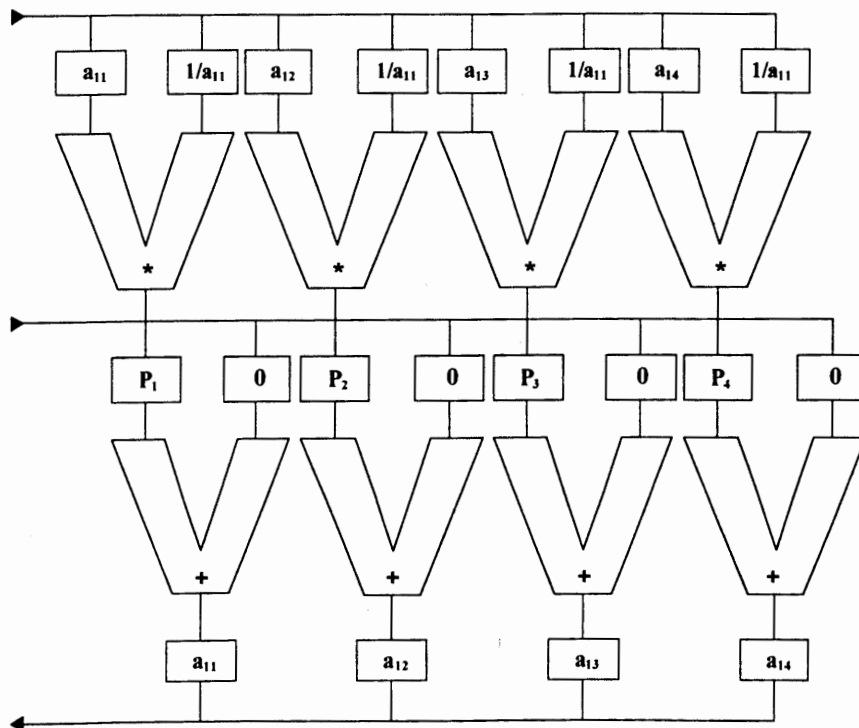 a₁₁ 1/a₁₁ a₁₂ 1/a₁₁ a₁₃ 1/a₁₁ a₁₄ 1/a₁₁
* * * *
P₁ 0 P₂ 0 P₃ 0 P₄ 0
+ + + +
a₁₁ a₁₂ a₁₃ a₁₄